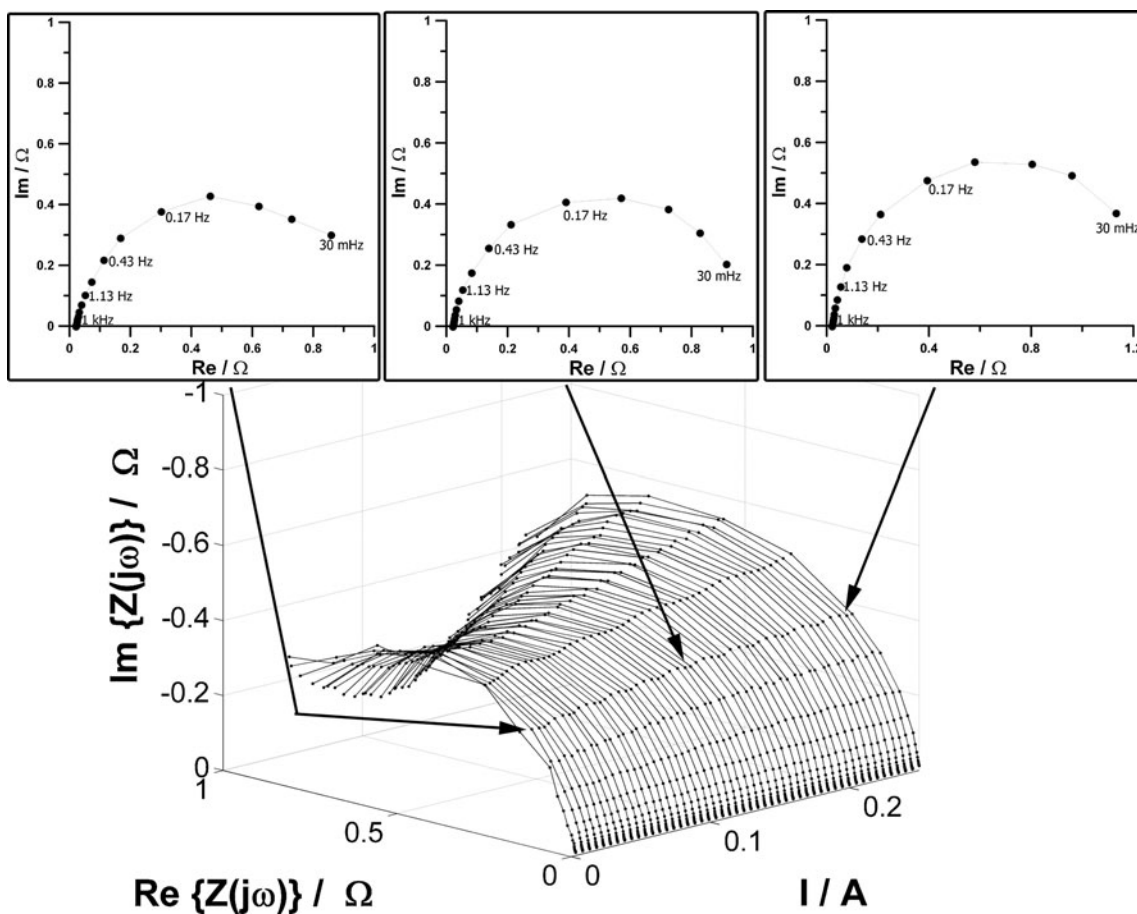 1
0.8
0.6
0.4
0.2
0
Im / Ω
0.17 Hz
0.43 Hz
1.13 Hz
1 kHz
30 mHz
0 0.2 0.4 0.6 0.8 1
Re / Ω
1
0.8
0.6
0.4
0.2
0
Im / Ω
0.17 Hz
0.43 Hz
1.13 Hz
1 kHz
30 mHz
0 0.2 0.4 0.6 0.8 1
Re / Ω
1
0.8
0.6
0.4
0.2
0
Im / Ω
0.17 Hz
0.43 Hz
1.13 Hz
1 kHz
30 mHz
0 0.4 0.8 1.2
Re / Ω
-1
-0.8
-0.6
-0.4
-0.2
0
Im {Z(jω)} / Ω
1
0.5
0
Re {Z(jω)} / Ω
0
0.1
0.2
I / A